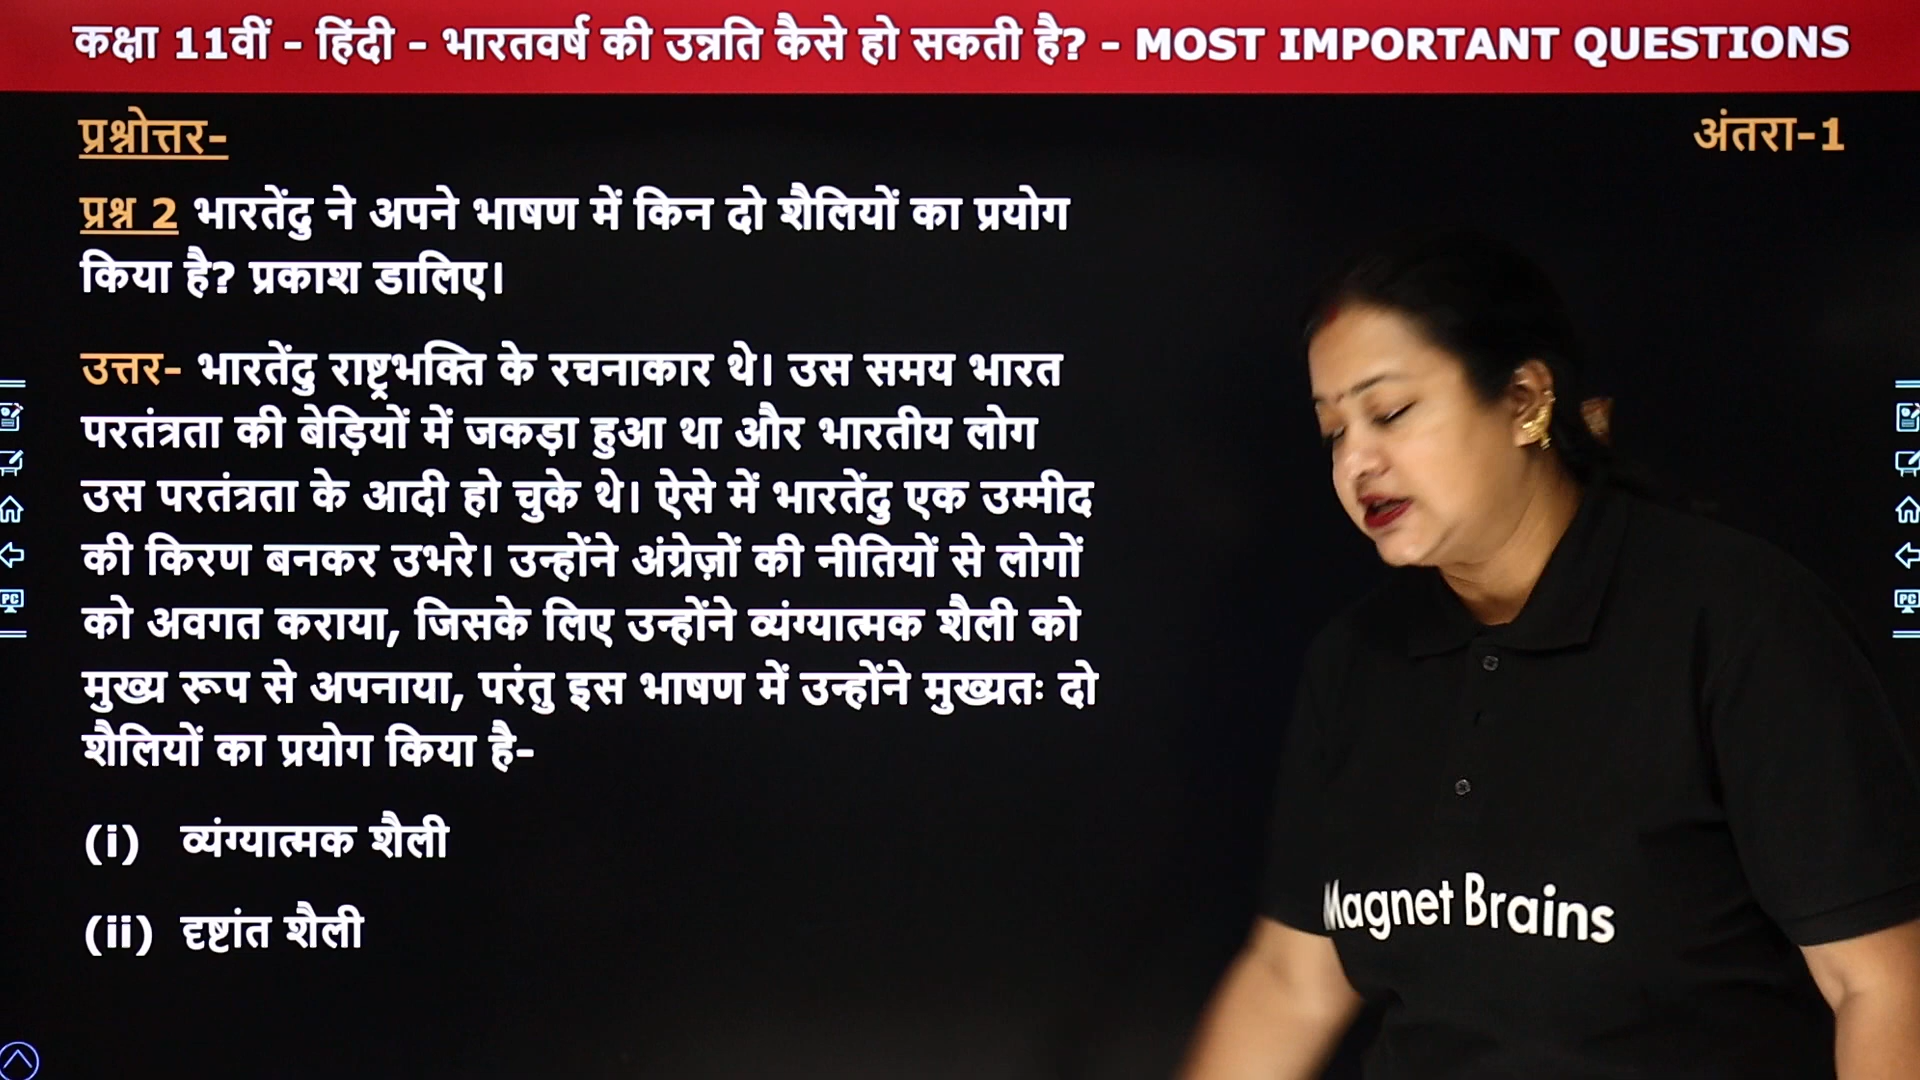 कक्षा 11वीं - हिंदी - भारतवर्ष की उन्नति कैसे हो सकती है? - MOST IMPORTANT QUESTIONS
प्रश्नोत्तर-
अंतरा-1
प्रश्न 2 भारतेंदु ने अपने भाषण में किन दो शैलियों का प्रयोग
किया है? प्रकाश डालिए।
उत्तर- भारतेंदु राष्ट्रभक्ति के रचनाकार थे। उस समय भारत
परतंत्रता की बेड़ियों में जकड़ा हुआ था और भारतीय लोग
उस परतंत्रता के आदी हो चुके थे। ऐसे में भारतेंदु एक उम्मीद
की किरण बनकर उभरे। उन्होंने अंग्रेज़ों की नीतियों से लोगों
को अवगत कराया, जिसके लिए उन्होंने व्यंग्यात्मक शैली को
मुख्य रूप से अपनाया, परंतु इस भाषण में उन्होंने मुख्यतः दो
शैलियों का प्रयोग किया है-
(i) व्यंग्यात्मक शैली
(ii) दृष्टांत शैली
Magnet Brains
PC
PC